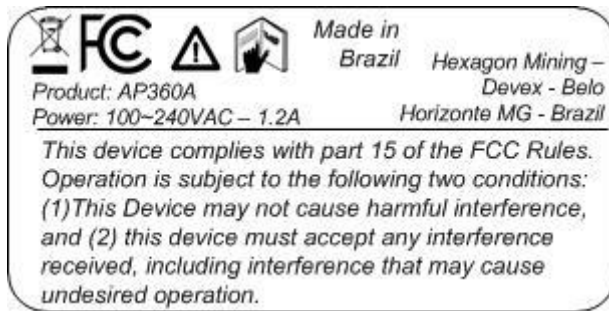 FC
Made in
Brazil
Hexagon Mining –
Devex - Belo
Horizonte MG - Brazil
Product: AP360A
Power: 100~240VAC – 1.2A
This device complies with part 15 of the FCC Rules.
Operation is subject to the following two conditions:
(1)This Device may not cause harmful interference,
and (2) this device must accept any interference
received, including interference that may cause
undesired operation.